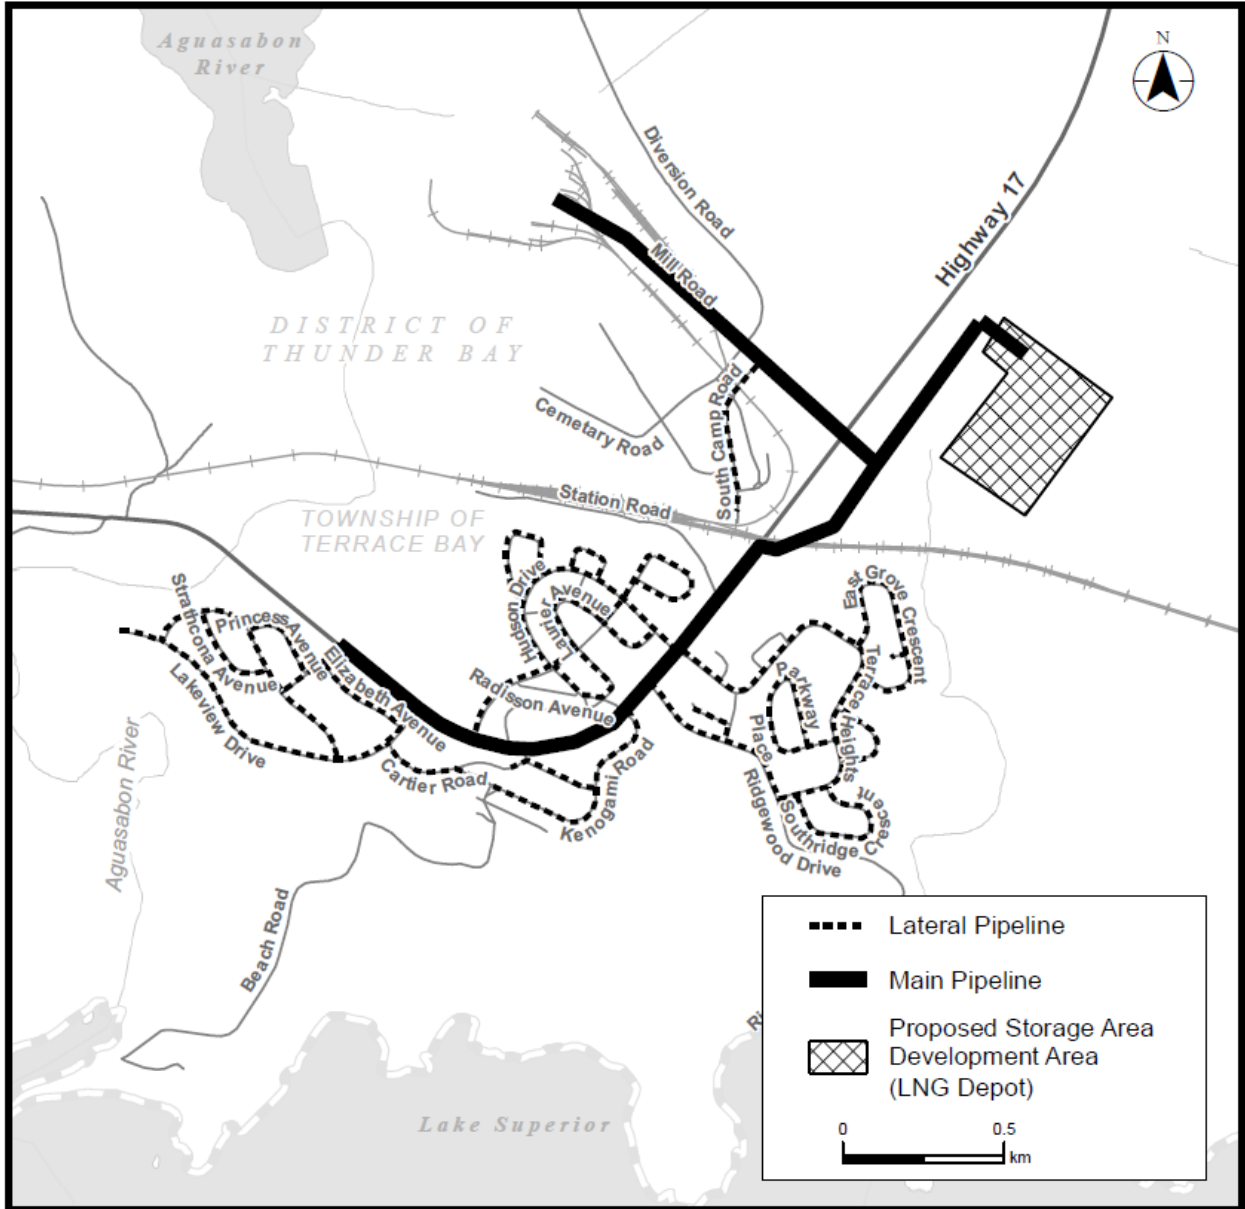 Aguasabon
River
N
Diversion Road
Highway 17
Mill Road
DISTRICT OF
THUNDER BAY
South Camp Road
Cemetary Road
Station Road
TOWNSHIP OF
TERRACE BAY
East Grove Crescent
Hudson Drive
Laurier Avenue
Strathcona Avenue
Princess Avenue
Elizabeth Avenue
Lakeview Drive
Radisson Avenue
Parkway
Place
Terrace Heights
Cartier Road
Kenogami Road
Ridgewood Drive
Southridge Crescent
Aguasabon River
Beach Road
Lake Superior
Ri
Lateral Pipeline
Main Pipeline
Proposed Storage Area
Development Area
(LNG Depot)
0 0.5
km